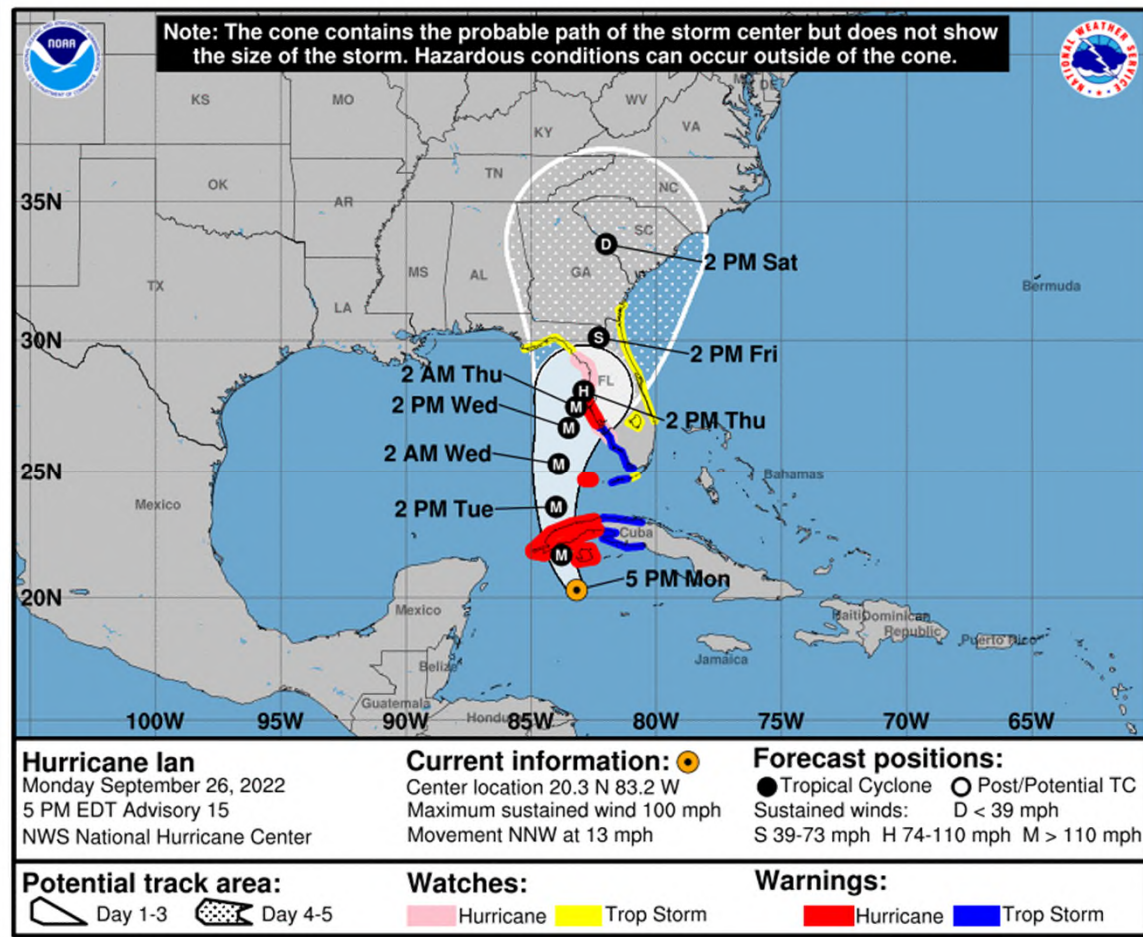 Note: The cone contains the probable path of the storm center but does not show
the size of the storm. Hazardous conditions can occur outside of the cone.
NOAA
NATIONAL WEATHER SERVICE
KS
MO
WV
MD
DE
KY
VA
TN
NC
OK
AR
SC
35N
MS
AL
GA
D
2 PM Sat
TX
LA
Bermuda
30N
S
2 PM Fri
2 AM Thu
FL
H
2 PM Wed
M
2 PM Thu
M
2 AM Wed
M
25N
Bahamas
Mexico
2 PM Tue
M
Cuba
M
5 PM Mon
20N
Mexico
Haiti
Dominican
Republic
Puerto Rico
Jamaica
Belize
Guatemala
Hondu
100W 95W 90W 85W 80W 75W 70W 65W
Hurricane Ian
Monday September 26, 2022
5 PM EDT Advisory 15
NWS National Hurricane Center
Current information:
Center location 20.3 N 83.2 W
Maximum sustained wind 100 mph
Movement NNW at 13 mph
Forecast positions:
Tropical Cyclone Post/Potential TC
Sustained winds: D < 39 mph
S 39-73 mph H 74-110 mph M > 110 mph
Potential track area:
Day 1-3 Day 4-5
Watches:
Hurricane Trop Storm
Warnings:
Hurricane Trop Storm